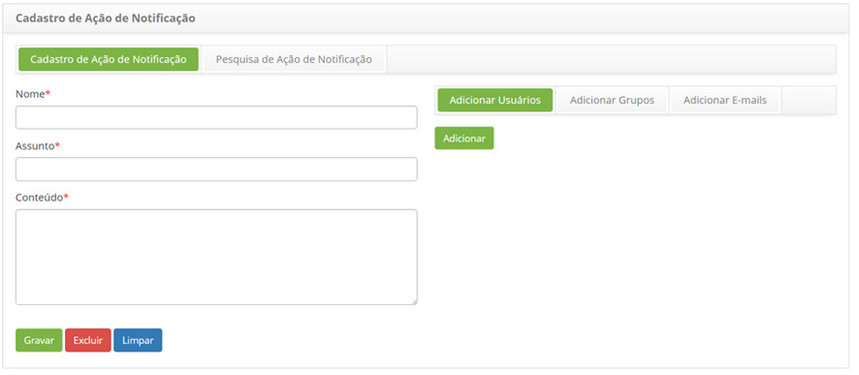 Cadastro de Ação de Notificação
Cadastro de Ação de Notificação Pesquisa de Ação de Notificação
Nome*
Assunto*
Conteúdo*
Gravar Excluir Limpar
Adicionar Usuários Adicionar Grupos Adicionar E-mails
Adicionar